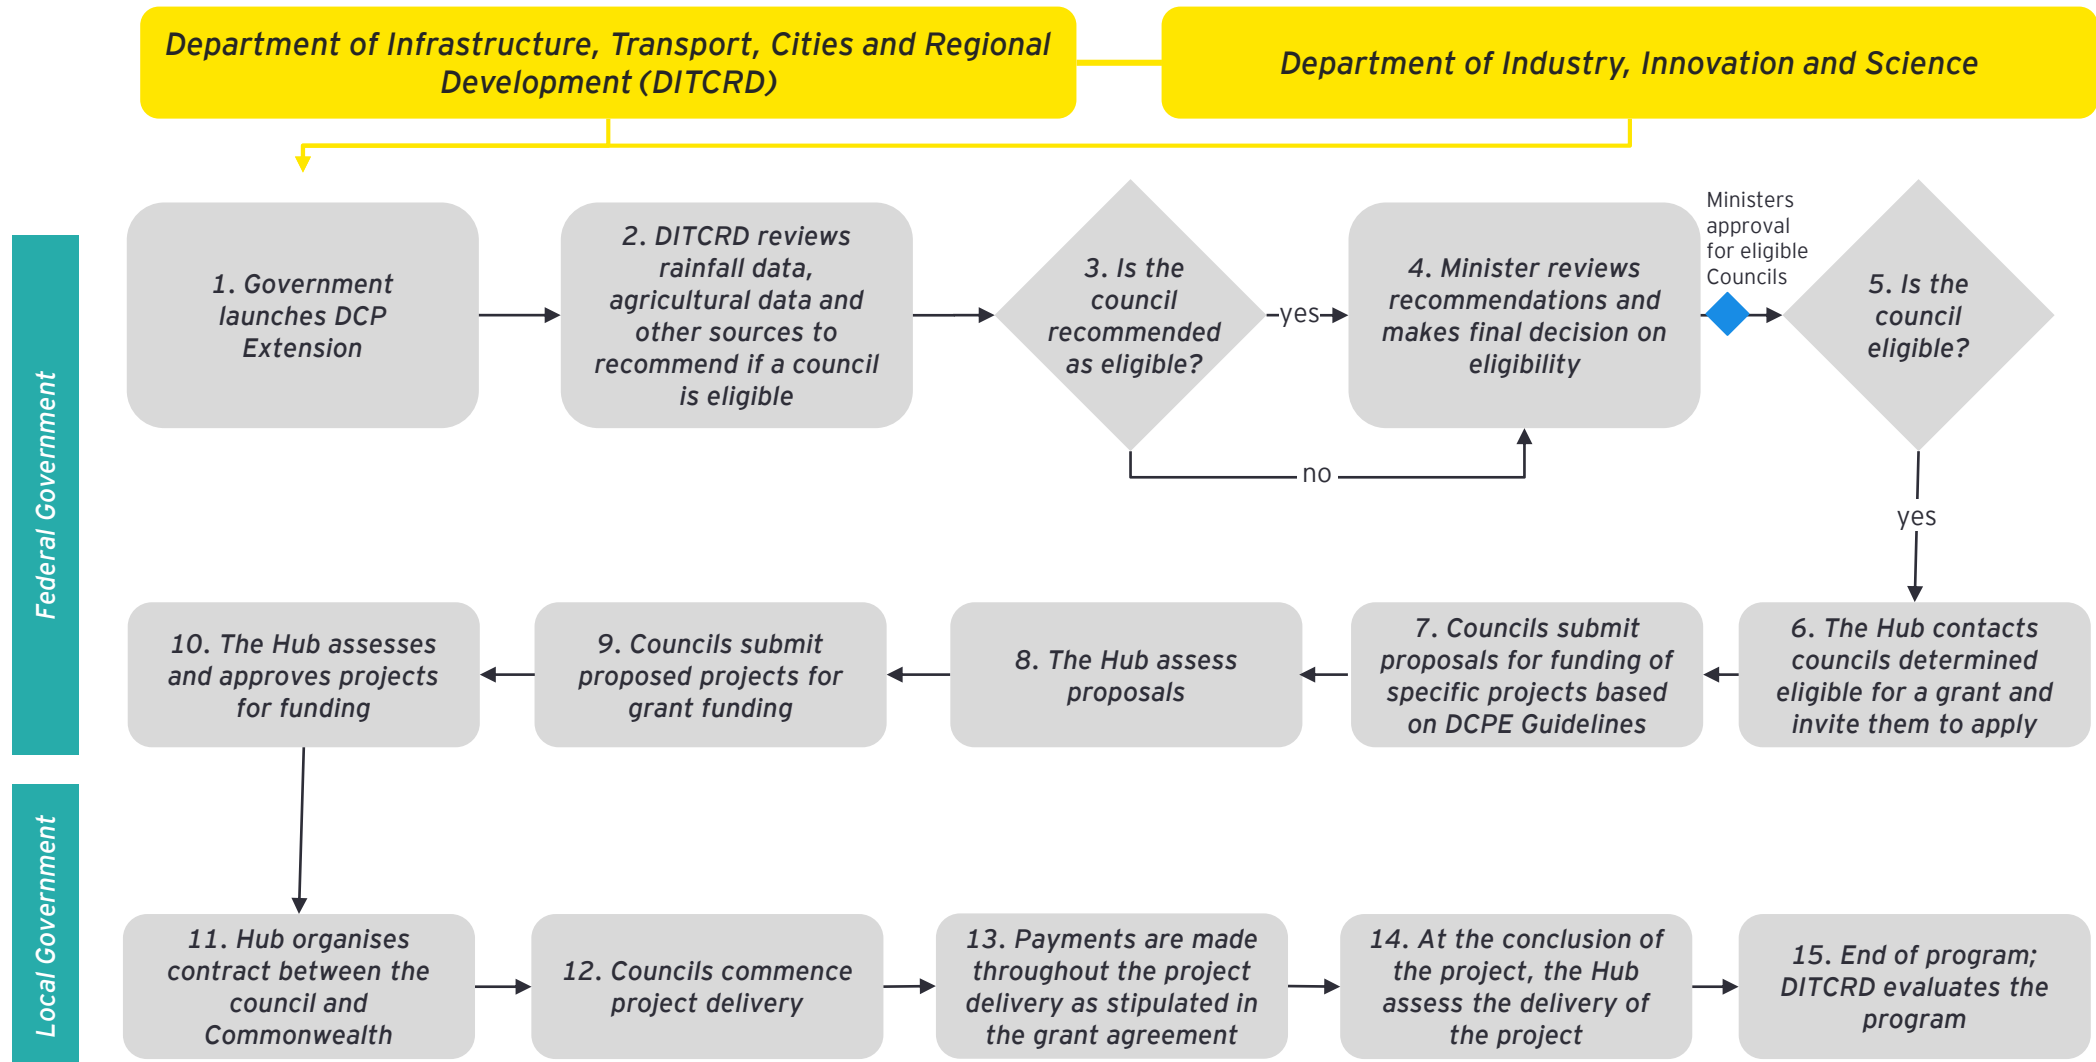 Department of Infrastructure, Transport, Cities and Regional
Development (DITCRD)
Department of Industry, Innovation and Science
Federal Government
1. Government
launches DCP
Extension
2. DITCRD reviews
rainfall data,
agricultural data and
other sources to
recommend if a council
is eligible
3. Is the
council
recommended
as eligible?
yes
no
4. Minister reviews
recommendations and
makes final decision on
eligibility
Ministers
approval
for eligible
Councils
5. Is the
council
eligible?
yes
6. The Hub contacts
councils determined
eligible for a grant and
invite them to apply
7. Councils submit
proposals for funding of
specific projects based
on DCPE Guidelines
8. The Hub assess
proposals
9. Councils submit
proposed projects for
grant funding
10. The Hub assesses
and approves projects
for funding
Local Government
11. Hub organises
contract between the
council and
Commonwealth
12. Councils commence
project delivery
13. Payments are made
throughout the project
delivery as stipulated in
the grant agreement
14. At the conclusion of
the project, the Hub
assess the delivery of
the project
15. End of program;
DITCRD evaluates the
program